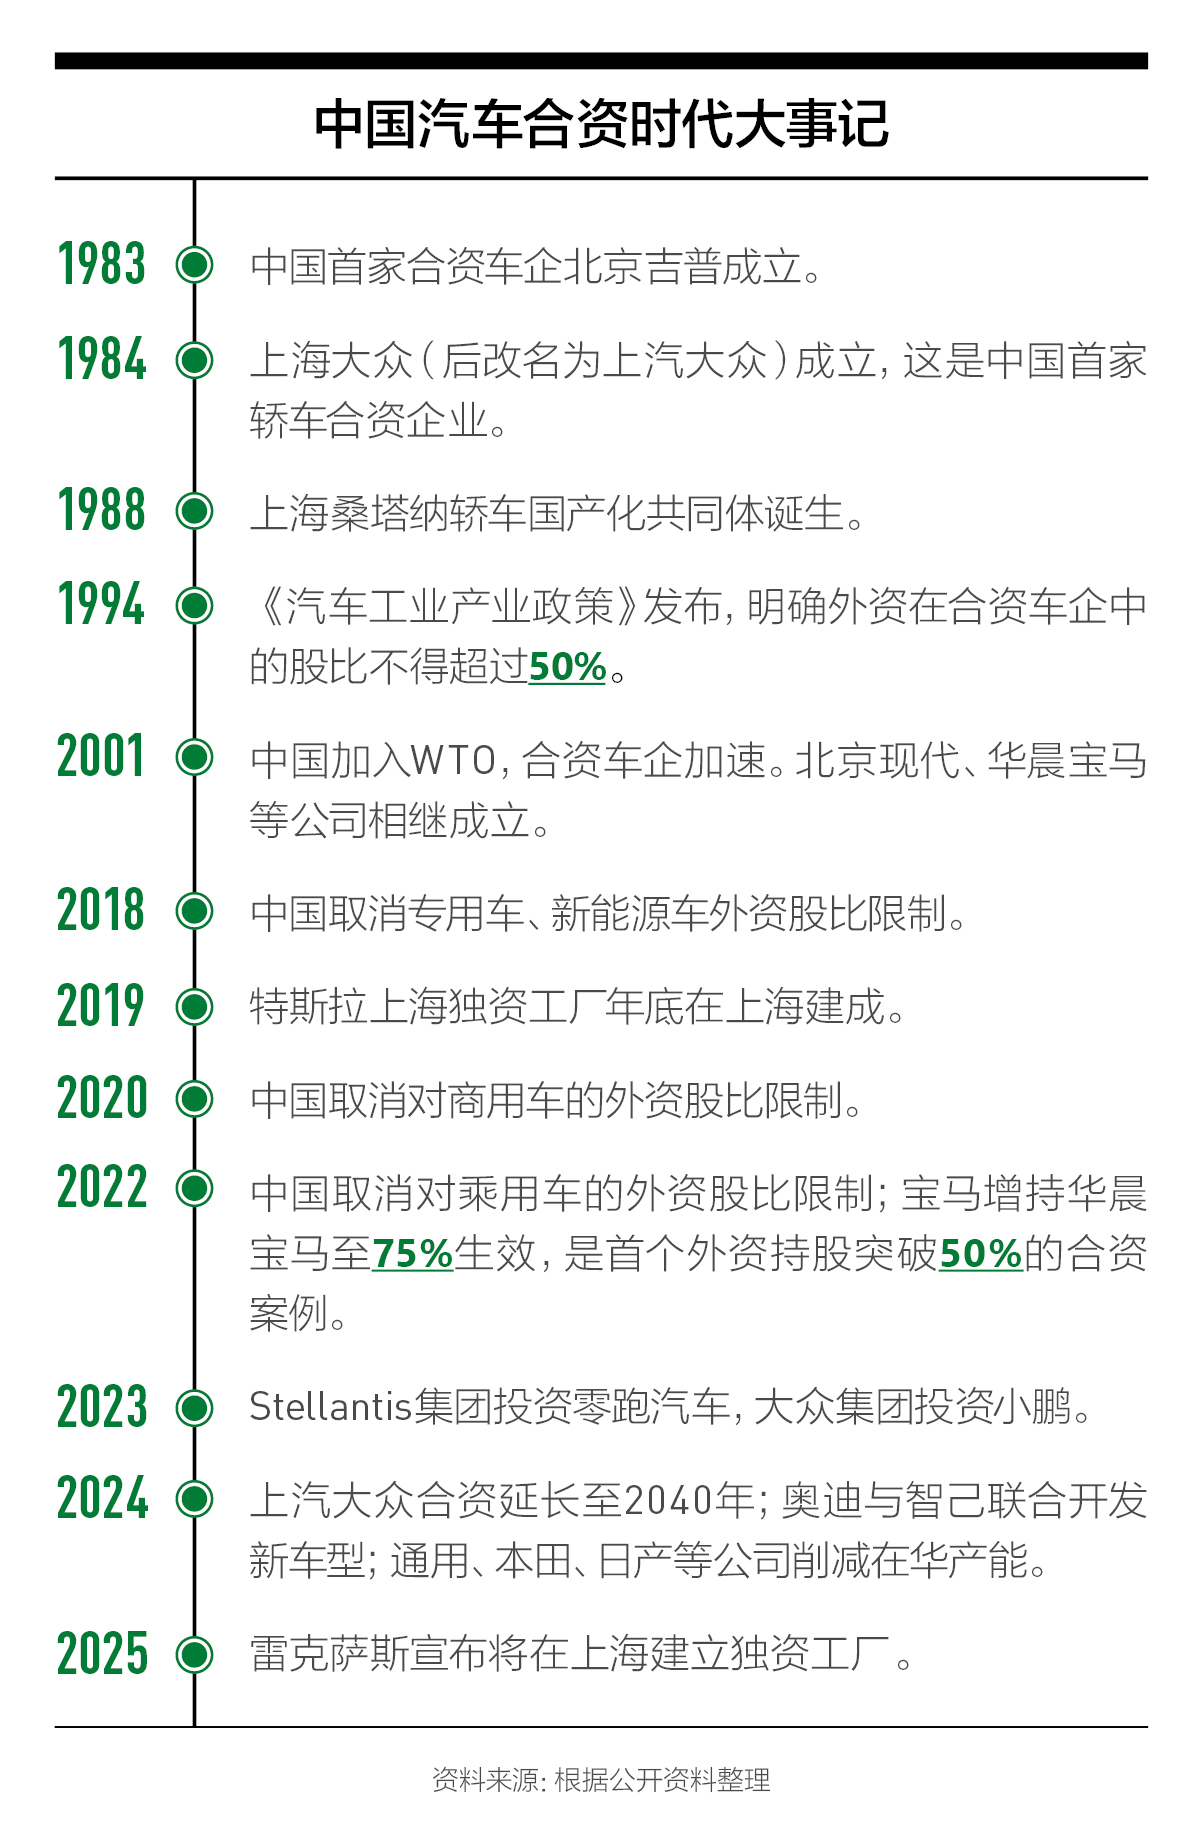 中国汽车合资时代大事记
1983
中国首家合资车企北京吉普成立。
1984
上海大众（后改名为上汽大众）成立，这是中国首家
轿车合资企业。
1988
上海桑塔纳轿车国产化共同体诞生。
1994
《汽车工业产业政策》发布，明确外资在合资车企中
的股比不得超过50%。
2001
中国加入WTO，合资车企加速。北京现代、华晨宝马
等公司相继成立。
2018
中国取消专用车、新能源车外资股比限制。
2019
特斯拉上海独资工厂年底在上海建成。
2020
中国取消对商用车的外资股比限制。
2022
中国取消对乘用车的外资股比限制；宝马增持华晨
宝马至75%生效，是首个外资持股突破50%的合资
案例。
2023
Stellantis集团投资零跑汽车，大众集团投资小鹏。
2024
上汽大众合资延长至2040年；奥迪与智己联合开发
新车型；通用、本田、日产等公司削减在华产能。
2025
雷克萨斯宣布将在上海建立独资工厂。
资料来源：根据公开资料整理